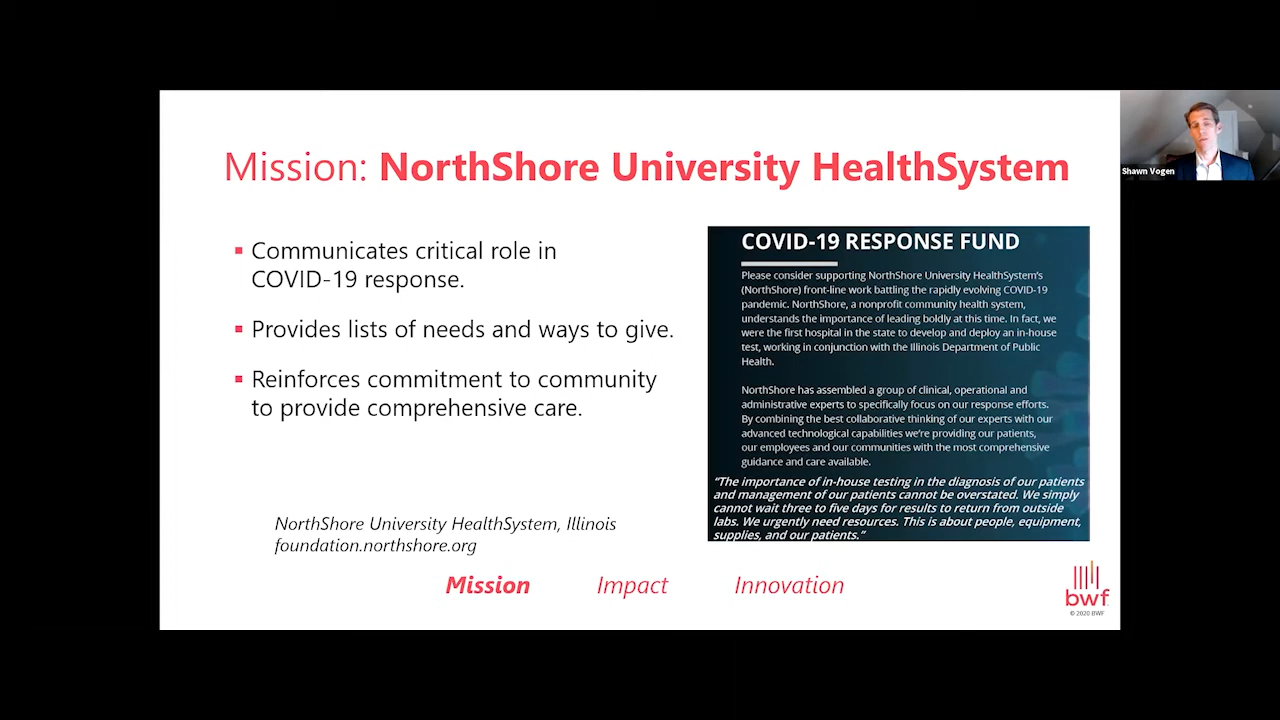 Mission: NorthShore University HealthSystem
Shawn Vogen
▪ Communicates critical role in
COVID-19 response.
▪ Provides lists of needs and ways to give.
▪ Reinforces commitment to community
to provide comprehensive care.
NorthShore University HealthSystem, Illinois
foundation.northshore.org
COVID-19 RESPONSE FUND
Please consider supporting NorthShore University HealthSystem's
(NorthShore) front-line work battling the rapidly evolving COVID-19
pandemic. NorthShore, a nonprofit community health system,
understands the importance of leading boldly at this time. In fact, we
were the first hospital in the state to develop and deploy an in-house
test, working in conjunction with the Illinois Department of Public
Health.
NorthShore has assembled a group of clinical, operational and
administrative experts to specifically focus on our response efforts.
By combining the best collaborative thinking of our experts with our
advanced technological capabilities we're providing our patients,
our employees and our communities with the most comprehensive
guidance and care available.
“The importance of in-house testing in the diagnosis of our patients
and management of our patients cannot be overstated. We simply
cannot wait three to five days for results to return from outside
labs. We urgently need resources. This is about people, equipment,
supplies, and our patients.”
Mission Impact Innovation
bwf
© 2020 BWF